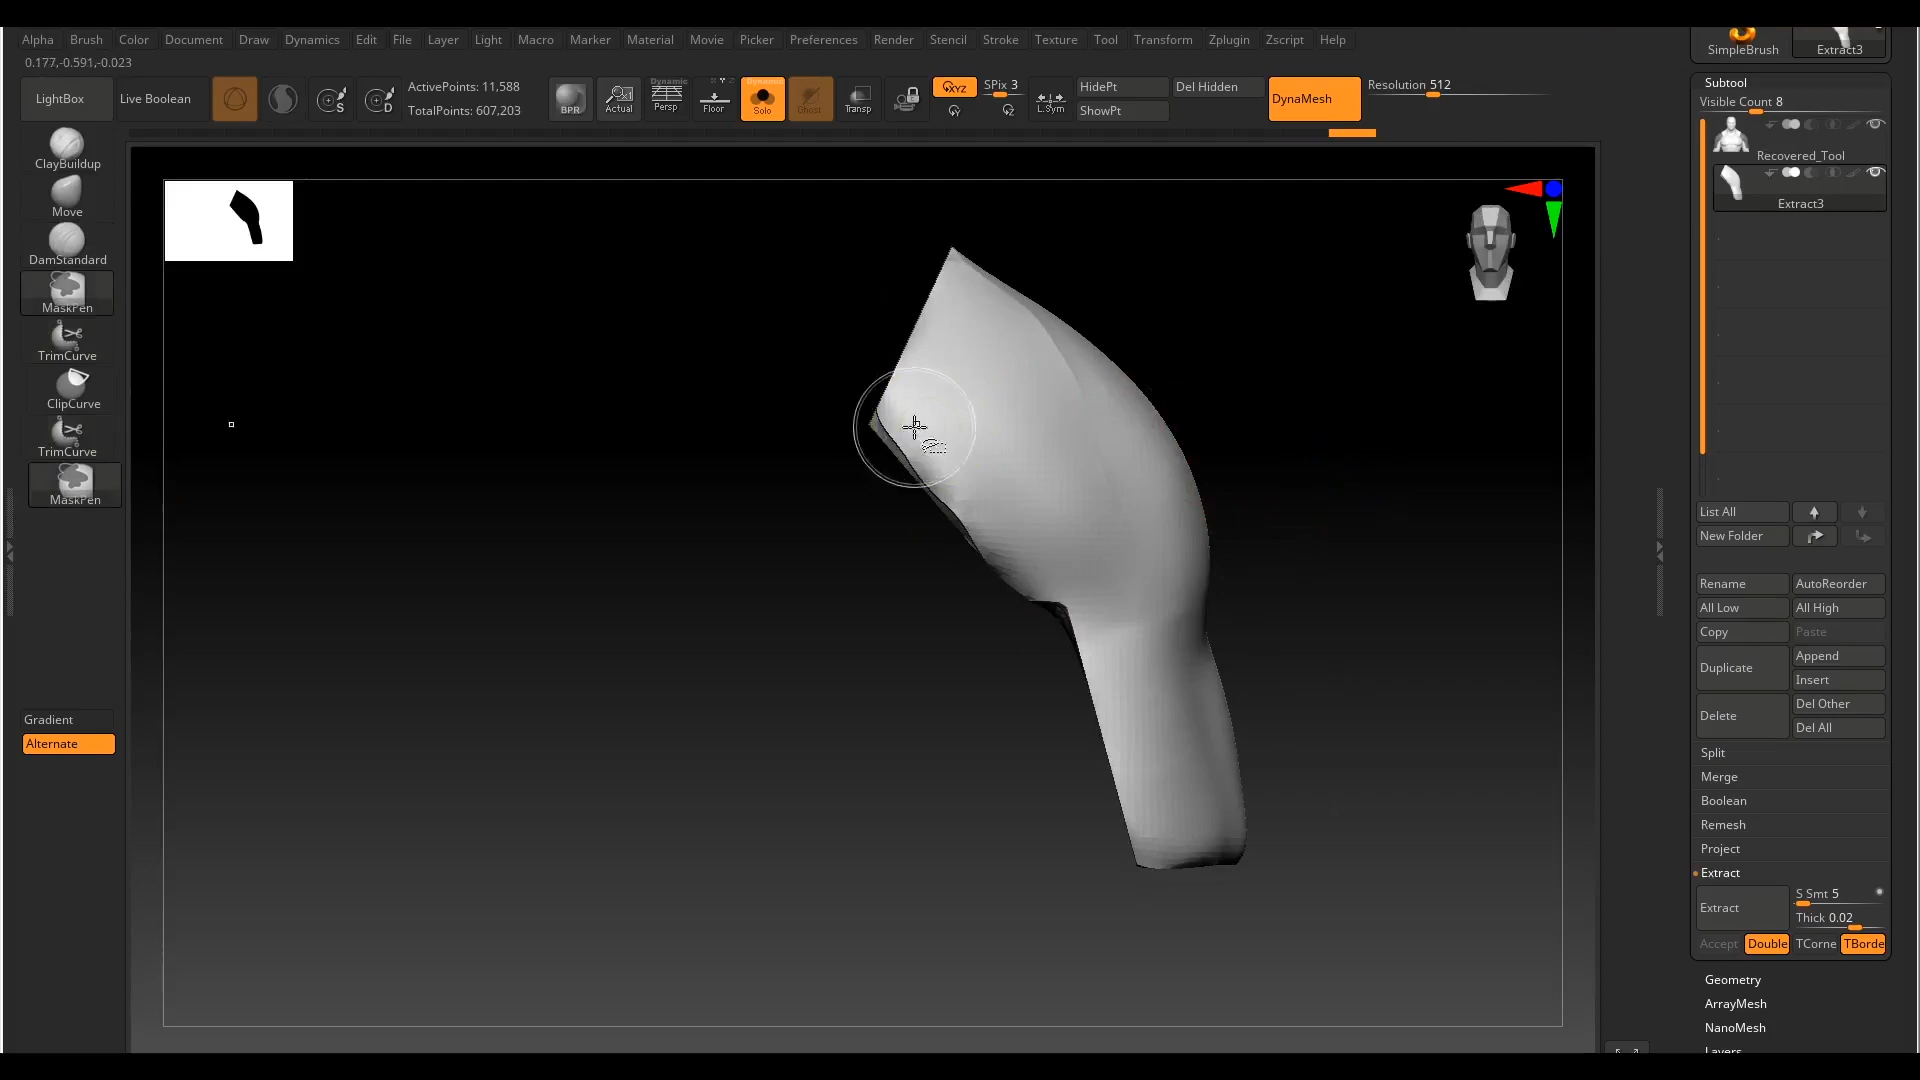 Alpha Brush Color Document Draw Dynamics Edit File Layer Light Macro Marker Material Movie Picker Preferences Render Stencil Stroke Texture Tool Transform Zplugin Zscript Help
0.177,-0.591,-0.023
LightBox
Live Boolean
S
D
ActivePoints: 11,588
TotalPoints: 607,203
BPR
Actual
Dynamic
Persp
Floor
Dynamic
Solo
Ghost
Transp
XYZ
Y
Z
SPix 3
L.Sym
HidePt
ShowPt
Del Hidden
DynaMesh
Resolution 512
ClayBuildup
Move
DamStandard
MaskPen
TrimCurve
ClipCurve
TrimCurve
MaskPen
Gradient
Alternate
SimpleBrush
Extract3
Subtool
Visible Count 8
Recovered_Tool
Extract3
List All
New Folder
Rename AutoReorder
All Low All High
Copy Paste
Duplicate Append
Insert
Delete Del Other
Del All
Split
Merge
Boolean
Remesh
Project
Extract
Extract S Smt 5
Thick 0.02
Accept Double TCorne TBorde
Geometry
ArrayMesh
NanoMesh
Layers